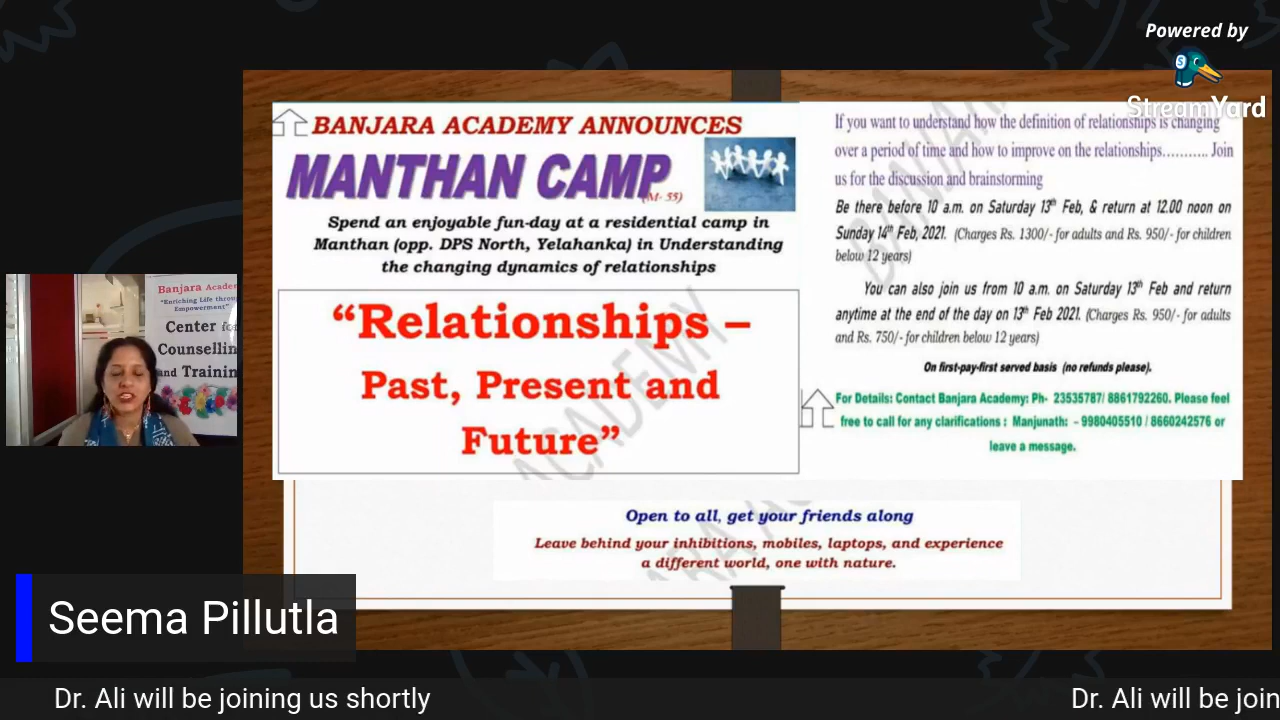 Powered by
StreamYard
BANJARA ACADEMY ANNOUNCES
MANTHAN CAMP
(M- 55)
Spend an enjoyable fun-day at a residential camp in
Manthan (opp. DPS North, Yelahanka) in Understanding
the changing dynamics of relationships
“Relationships –
Past, Present and
Future”
If you want to understand how the definition of relationships is changing
over a period of time and how to improve on the relationships.......... Join
us for the discussion and brainstorming
Be there before 10 a.m. on Saturday 13th Feb, & return at 12.00 noon on
Sunday 14th Feb, 2021. (Charges Rs. 1300/- for adults and Rs. 950/- for children
below 12 years)
You can also join us from 10 a.m. on Saturday 13th Feb and return
anytime at the end of the day on 13th Feb 2021. (Charges Rs. 950/- for adults
and Rs. 750/- for children below 12 years)
On first-pay-first served basis (no refunds please).
For Details: Contact Banjara Academy: Ph- 23535787/ 8861792260. Please feel
free to call for any clarifications : Manjunath: – 9980405510 / 8660242576 or
leave a message.
Open to all, get your friends along
Leave behind your inhibitions, mobiles, laptops, and experience
a different world, one with nature.
ACADEMY
Banjara Acade
"Enriching Life throu
Empowerment"
Center for
Counsellin
and Trainin
Seema Pillutla
Dr. Ali will be joining us shortly
Dr. Ali will be join